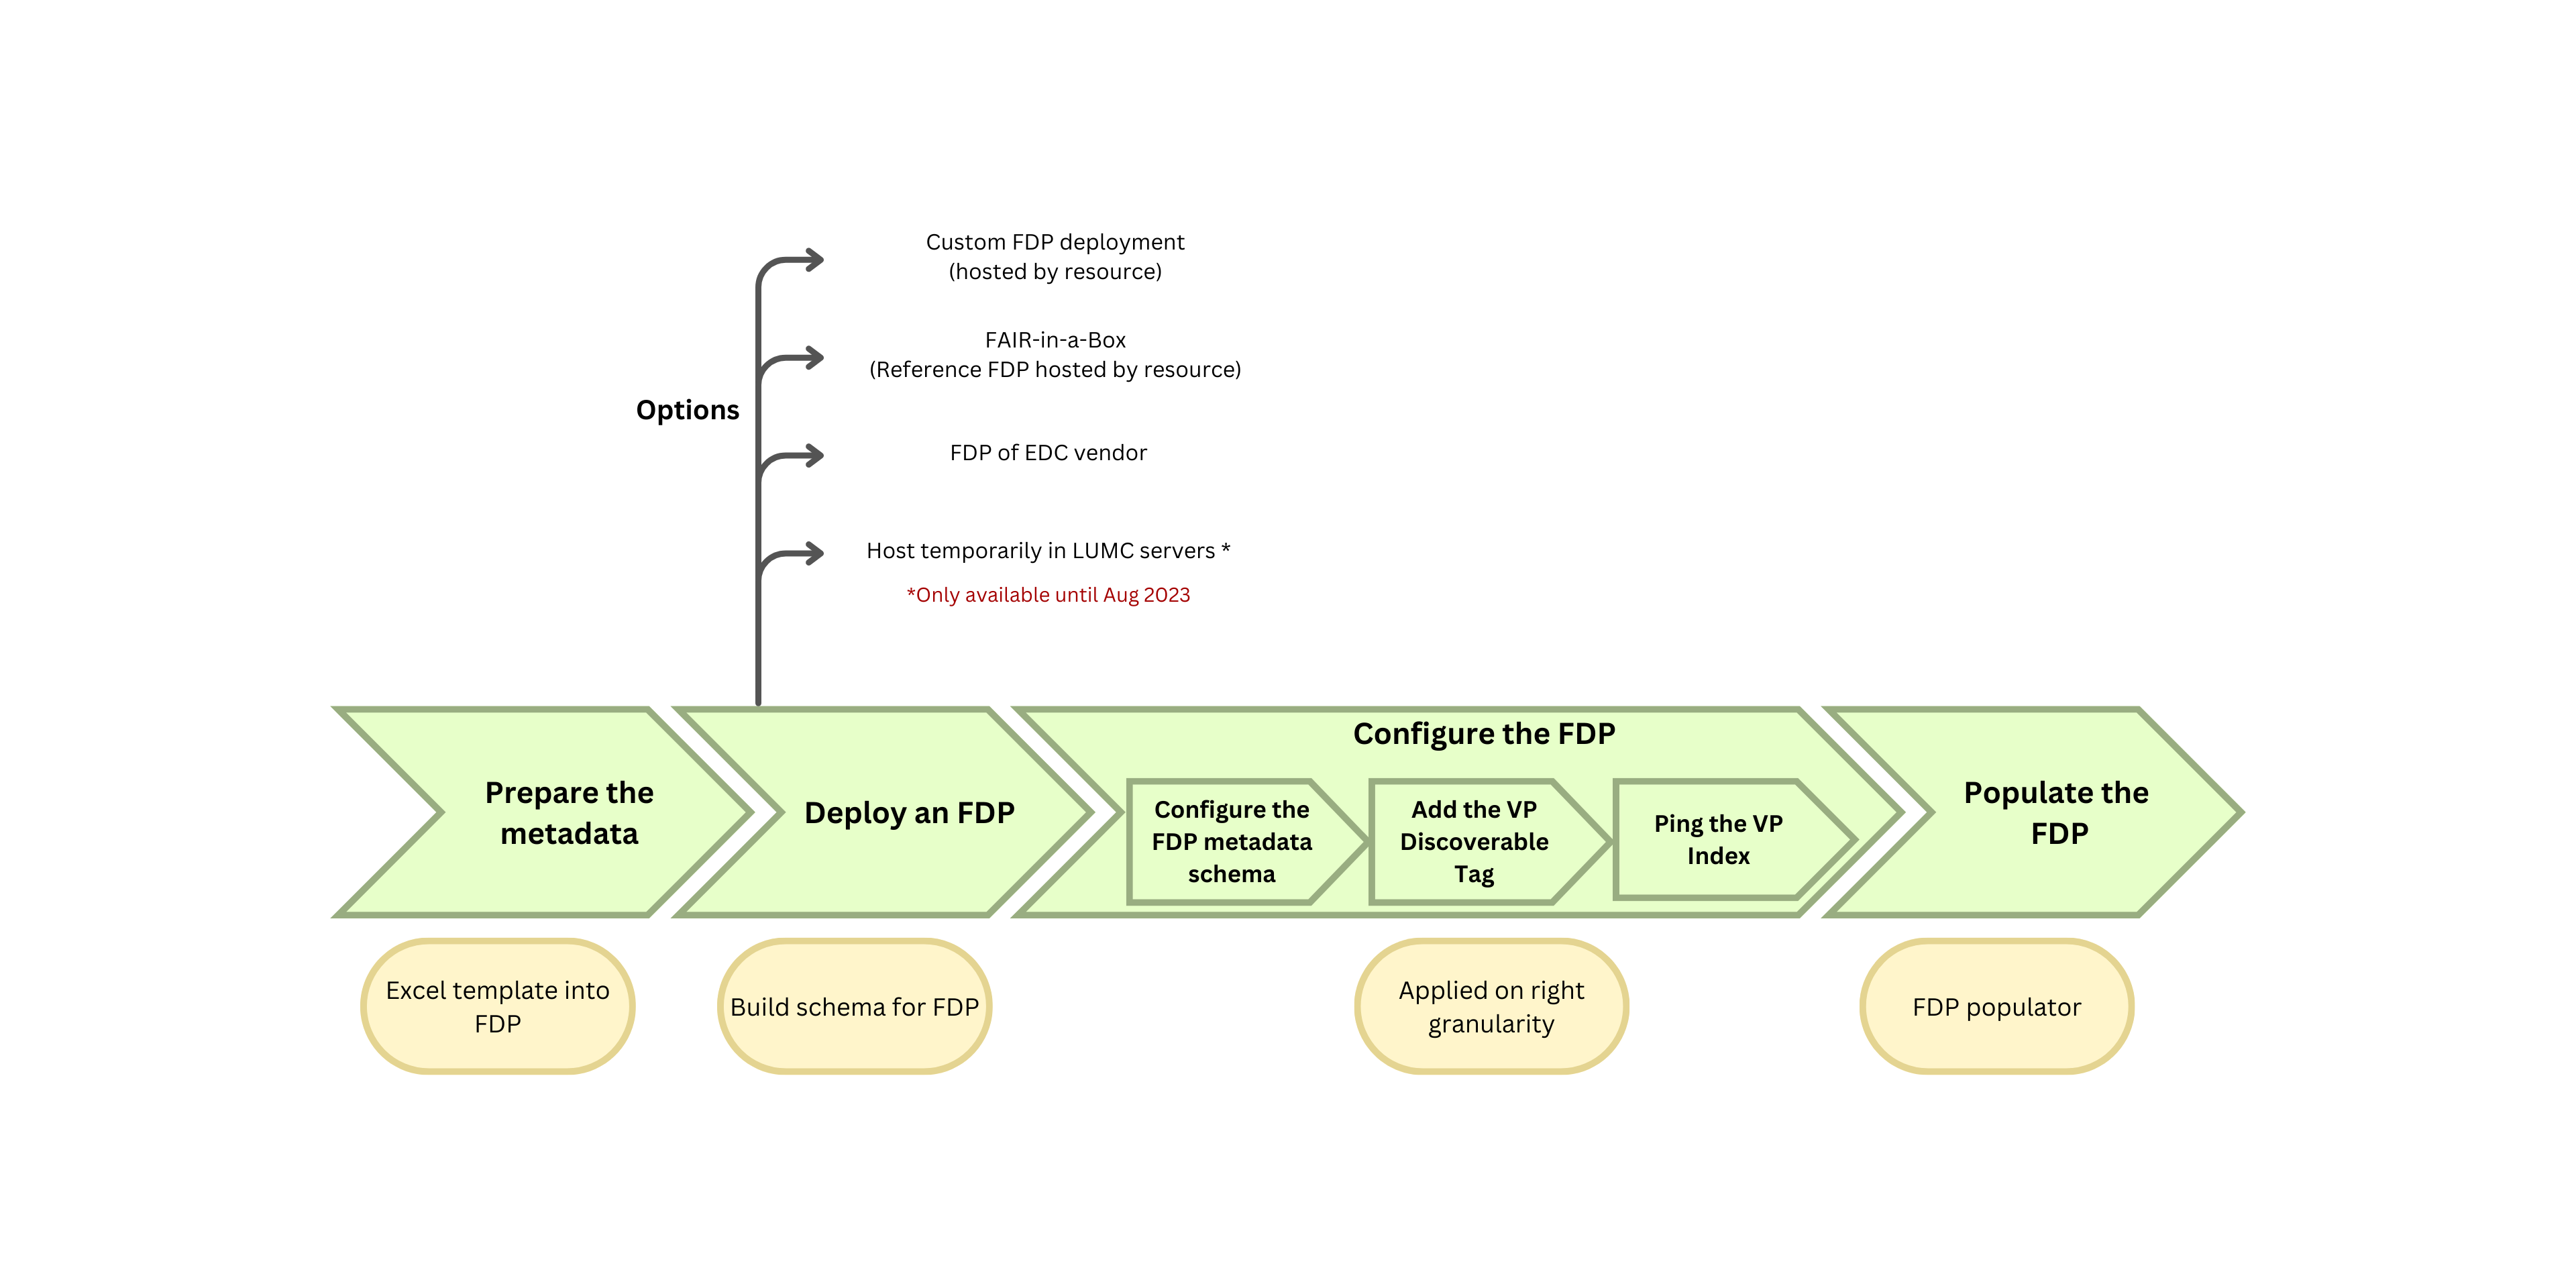 Custom FDP deployment
(hosted by resource)
FAIR-in-a-Box
(Reference FDP hosted by resource)
Options
FDP of EDC vendor
Host temporarily in LUMC servers *
*Only available until Aug 2023
Prepare the
metadata
Deploy an FDP
Configure the FDP
Configure the
FDP metadata
schema
Add the VP
Discoverable
Tag
Ping the VP
Index
Populate the
FDP
Excel template into
FDP
Build schema for FDP
Applied on right
granularity
FDP populator